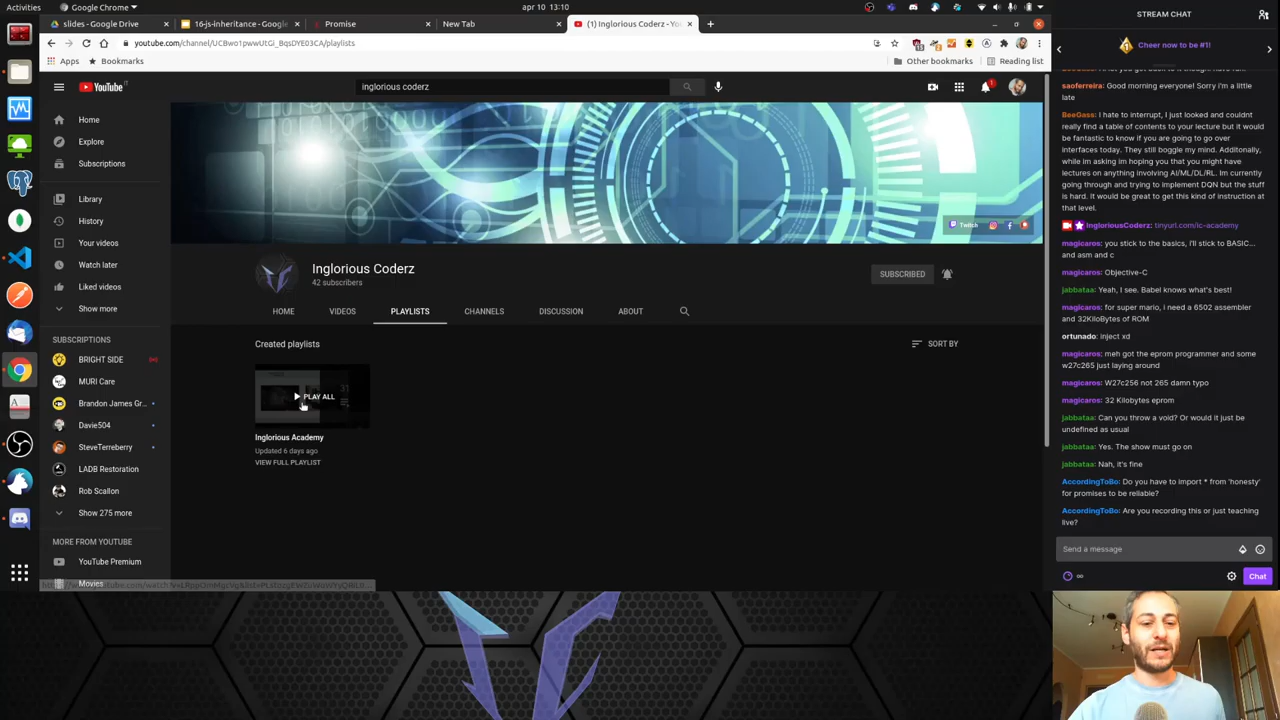 Activities
Google Chrome
apr 10 13:10
slides - Google Drive
16-js-inheritance - Goog
Promise
New Tab
(1) Inglorious Coderz - You
youtube.com/channel/UCBwo1pwwUtGI_BqsDYE03CA/playlists
Apps
Bookmarks
Other bookmarks
Reading list
YouTube
IT
inglorious coderz
1
Home
Explore
Subscriptions
Library
History
Your videos
Watch later
Liked videos
Show more
SUBSCRIPTIONS
BRIGHT SIDE
MURI Care
Brandon James Gr...
Davie504
SteveTerreberry
LADB Restoration
Rob Scallon
Show 275 more
MORE FROM YOUTUBE
YouTube Premium
Movies
Twitch
Inglorious Coderz
42 subscribers
SUBSCRIBED
HOME
VIDEOS
PLAYLISTS
CHANNELS
DISCUSSION
ABOUT
Created playlists
SORT BY
31
PLAY ALL
Inglorious Academy
Updated 6 days ago
VIEW FULL PLAYLIST
STREAM CHAT
Cheer now to be #1!
saoferreira: Good morning everyone! Sorry i'm a little
late
BeeGass: I hate to interrupt, I just looked and couldnt
really find a table of contents to your lecture but it would
be fantastic to know if you are going to go over
interfaces today. They still boggle my mind. Additonally,
while im asking im hoping you that you might have
lectures on anything involving AI/ML/DL/RL. Im currently
going through and trying to implement DQN but the stuff
is hard. It would be great to get this kind of instruction at
that level.
IngloriousCoderz: tinyurl.com/ic-academy
magicaros: you stick to the basics, i'll stick to BASIC...
and asm and c
magicaros: Objective-C
jabbataa: Yeah, I see. Babel knows what's best!
magicaros: for super mario, i need a 6502 assembler
and 32KiloBytes of ROM
ortunado: inject xd
magicaros: meh got the eprom programmer and some
w27c265 just laying around
magicaros: W27C256 not 265 damn typo
magicaros: 32 Kilobytes eprom
jabbataa: Can you throw a void? Or would it just be
undefined as usual
jabbataa: Yes. The show must go on
jabbataa: Nah, it's fine
AccordingToBo: Do you have to import * from 'honesty'
for promises to be reliable?
AccordingToBo: Are you recording this or just teaching
live?
Send a message
∞
Chat